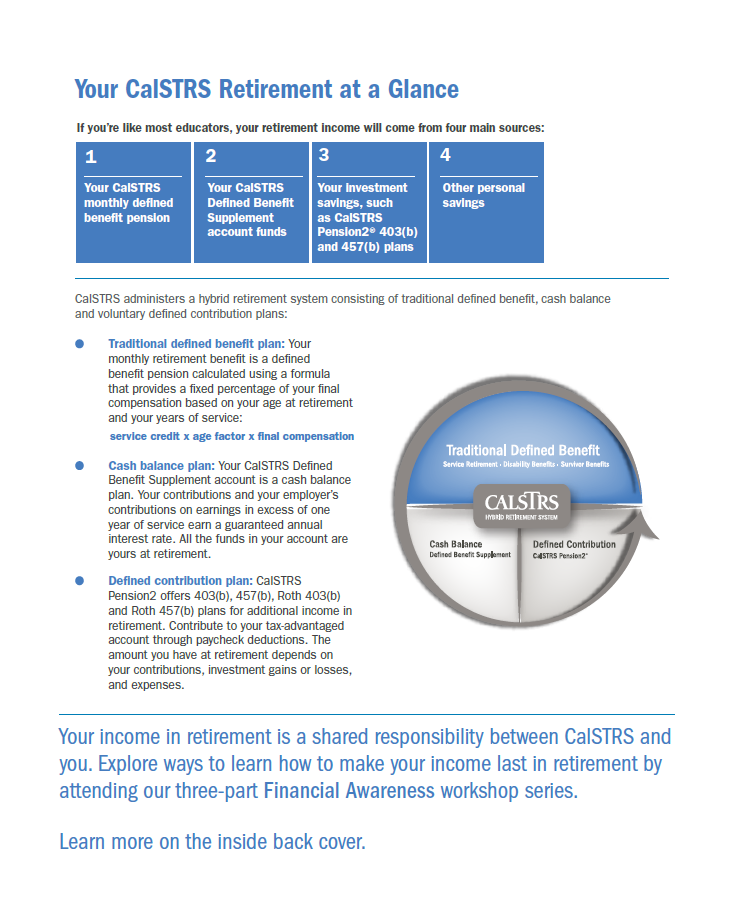 Your CalSTRS Retirement at a Glance
If you're like most educators, your retirement income will come from four main sources:
1
Your CalSTRS
monthly defined
benefit pension
2
Your CalSTRS
Defined Benefit
Supplement
account funds
3
Your investment
savings, such
as CalSTRS
Pension2® 403(b)
and 457(b) plans
4
Other personal
savings
CalSTRS administers a hybrid retirement system consisting of traditional defined benefit, cash balance
and voluntary defined contribution plans:
● Traditional defined benefit plan: Your
monthly retirement benefit is a defined
benefit pension calculated using a formula
that provides a fixed percentage of your final
compensation based on your age at retirement
and your years of service:
service credit x age factor x final compensation
● Cash balance plan: Your CalSTRS Defined
Benefit Supplement account is a cash balance
plan. Your contributions and your employer's
contributions on earnings in excess of one
year of service earn a guaranteed annual
interest rate. All the funds in your account are
yours at retirement.
● Defined contribution plan: CalSTRS
Pension2 offers 403(b), 457(b), Roth 403(b)
and Roth 457(b) plans for additional income in
retirement. Contribute to your tax-advantaged
account through paycheck deductions. The
amount you have at retirement depends on
your contributions, investment gains or losses,
and expenses.
Traditional Defined Benefit
Service Retirement · Disability Benefits · Survivor Benefits
CALSTRS
HYBRID RETIREMENT SYSTEM
Cash Balance
Defined Benefit Supplement
Defined Contribution
CalSTRS Pension2®
Your income in retirement is a shared responsibility between CalSTRS and
you. Explore ways to learn how to make your income last in retirement by
attending our three-part Financial Awareness workshop series.
Learn more on the inside back cover.